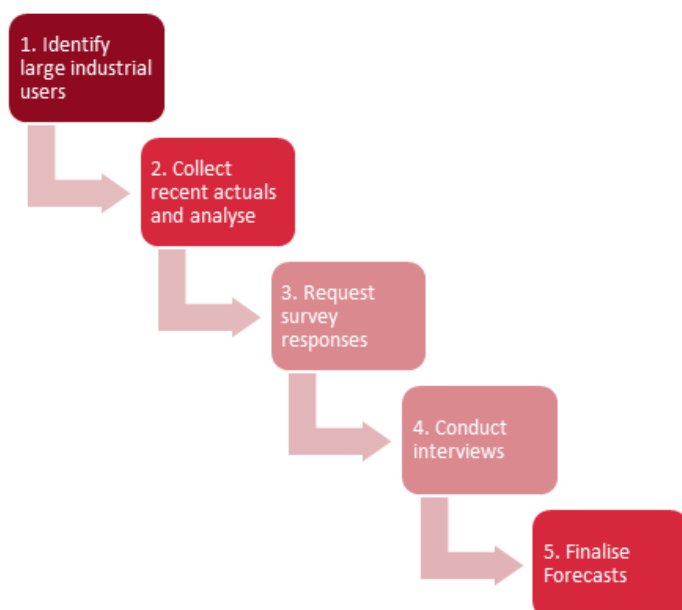 1. Identify
large industrial
users
2. Collect
recent actuals
and analyse
3. Request
survey
responses
4. Conduct
interviews
5. Finalise
Forecasts